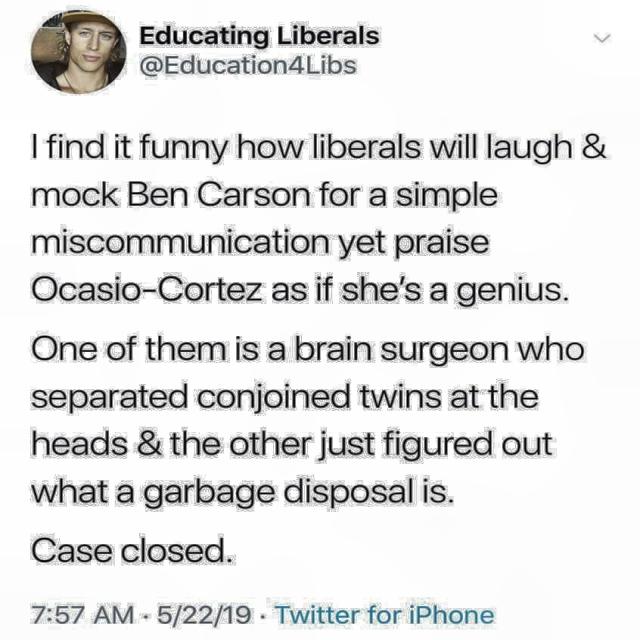 Educating Liberals
@Education4Libs
I find it funny how liberals will laugh &
mock Ben Carson for a simple
miscommunication yet praise
Ocasio-Cortez as if she's a genius.
One of them is a brain surgeon who
separated conjoined twins at the
heads & the other just figured out
what a garbage disposal is.
Case closed.
7:57 AM · 5/22/19 · Twitter for iPhone